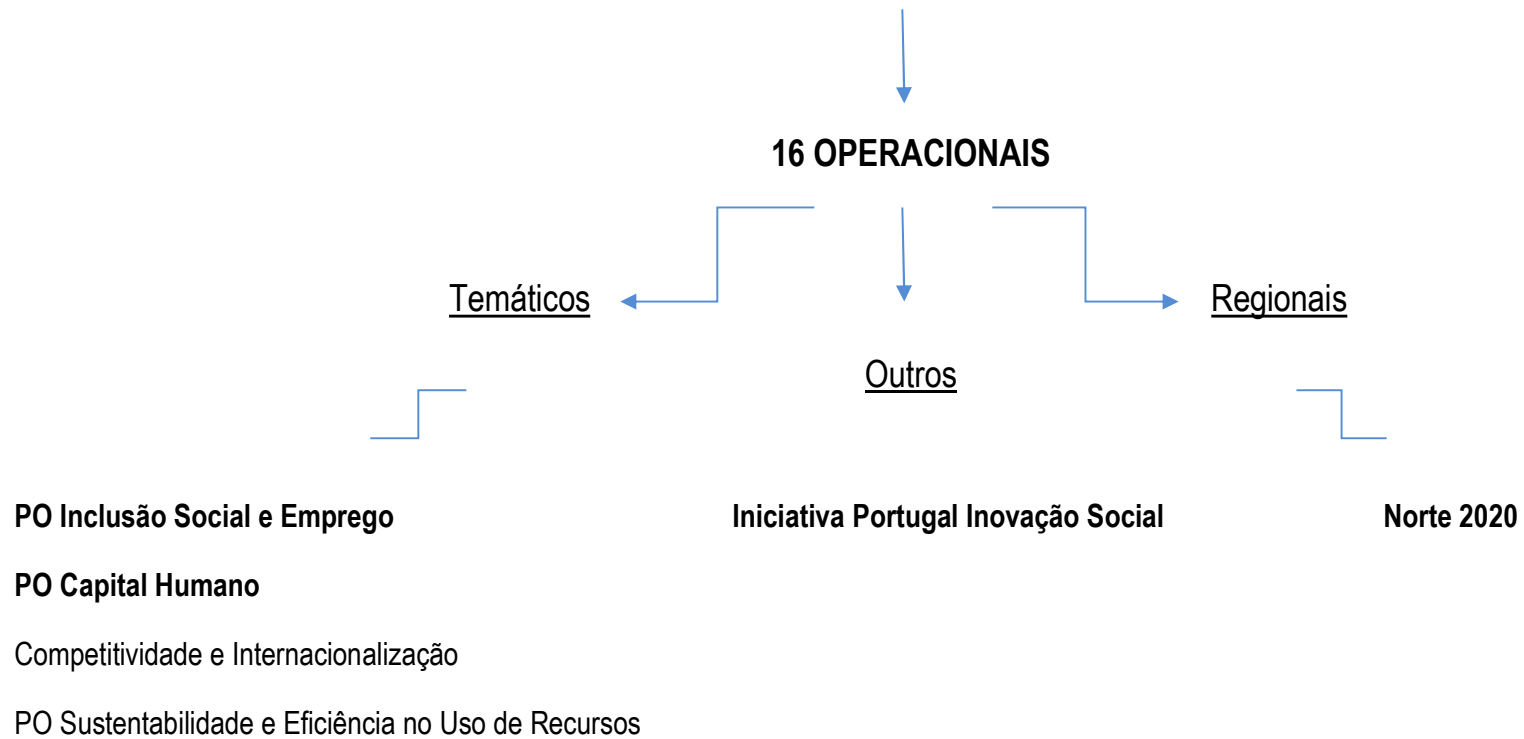 16 OPERACIONAIS
Temáticos
Regionais
Outros
PO Inclusão Social e Emprego
Iniciativa Portugal Inovação Social
Norte 2020
PO Capital Humano
Competitividade e Internacionalização
PO Sustentabilidade e Eficiência no Uso de Recursos